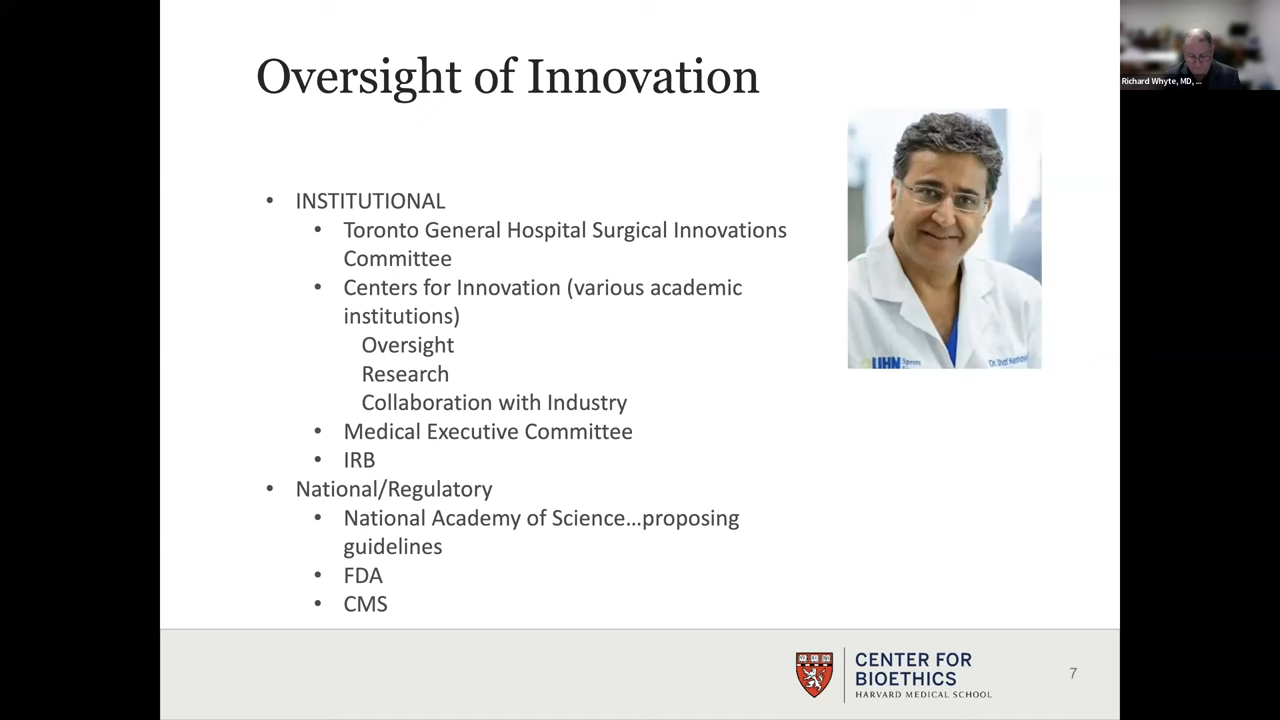 Oversight of Innovation
Richard Whyte, MD, ...
• INSTITUTIONAL
• Toronto General Hospital Surgical Innovations
Committee
• Centers for Innovation (various academic
institutions)
Oversight
Research
Collaboration with Industry
• Medical Executive Committee
• IRB
• National/Regulatory
• National Academy of Science...proposing
guidelines
• FDA
• CMS
UHN
CENTER FOR
BIOETHICS
HARVARD MEDICAL SCHOOL
7